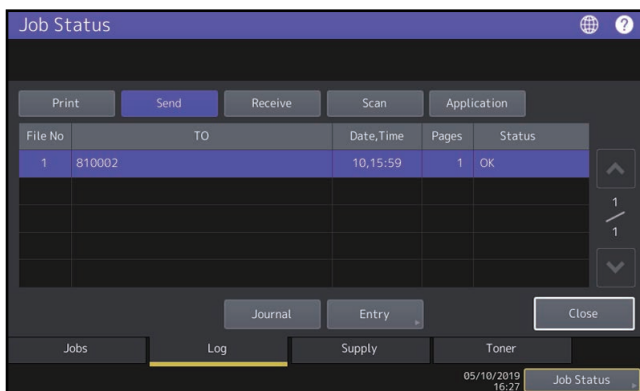 Job Status ?
Print Send Receive Scan Application
File No TO Date,Time Pages Status
1 810002 10,15:59 1 OK
1
1
Journal Entry Close
Jobs Log Supply Toner
05/10/2019
16:27 Job Status